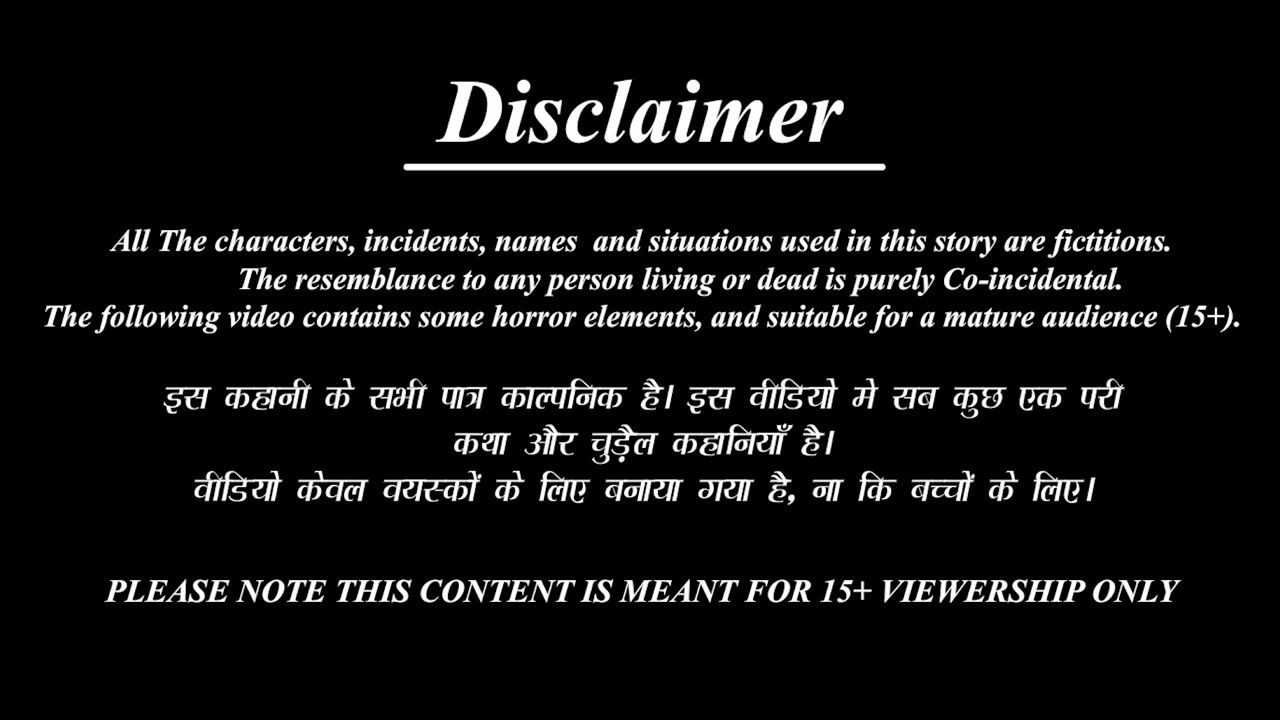 Disclaimer
All The characters, incidents, names and situations used in this story are fictitions.
The resemblance to any person living or dead is purely Co-incidental.
The following video contains some horror elements, and suitable for a mature audience (15+).
इस कहानी के सभी पात्र काल्पनिक है। इस वीडियो मे सब कुछ एक परी
कथा और चुड़ैल कहानियाँ है।
वीडियो केवल वयस्कों के लिए बनाया गया है, ना कि बच्चों के लिए।
PLEASE NOTE THIS CONTENT IS MEANT FOR 15+ VIEWERSHIP ONLY